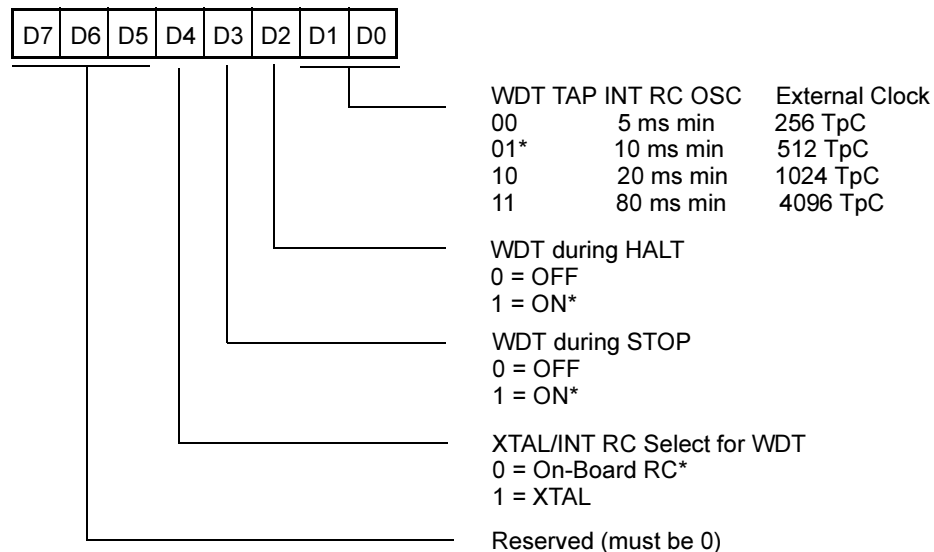 D7 D6 D5 D4 D3 D2 D1 D0
WDT TAP INT RC OSC External Clock
00 5 ms min 256 TpC
01* 10 ms min 512 TpC
10 20 ms min 1024 TpC
11 80 ms min 4096 TpC
WDT during HALT
0 = OFF
1 = ON*
WDT during STOP
0 = OFF
1 = ON*
XTAL/INT RC Select for WDT
0 = On-Board RC*
1 = XTAL
Reserved (must be 0)